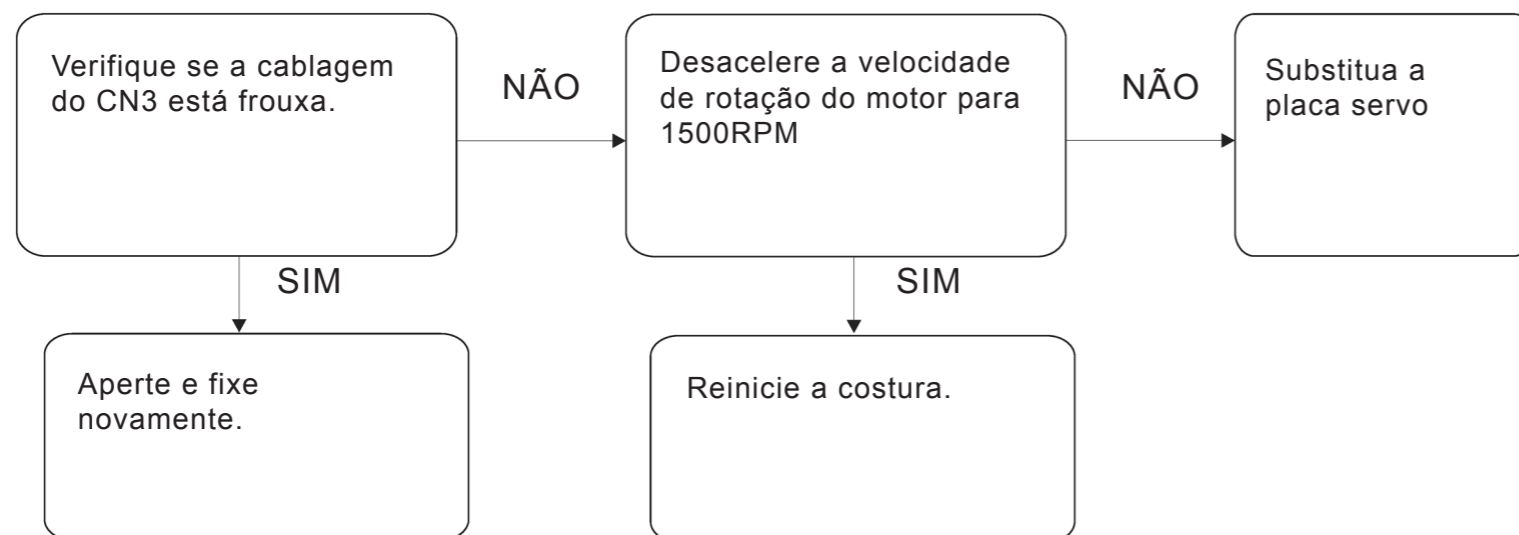 Verifique se a cablagem
do CN3 está frouxa.
NÃO
Desacelere a velocidade
de rotação do motor para
1500RPM
NÃO
Substitua a
placa servo
SIM
SIM
Aperte e fixe
novamente.
Reinicie a costura.